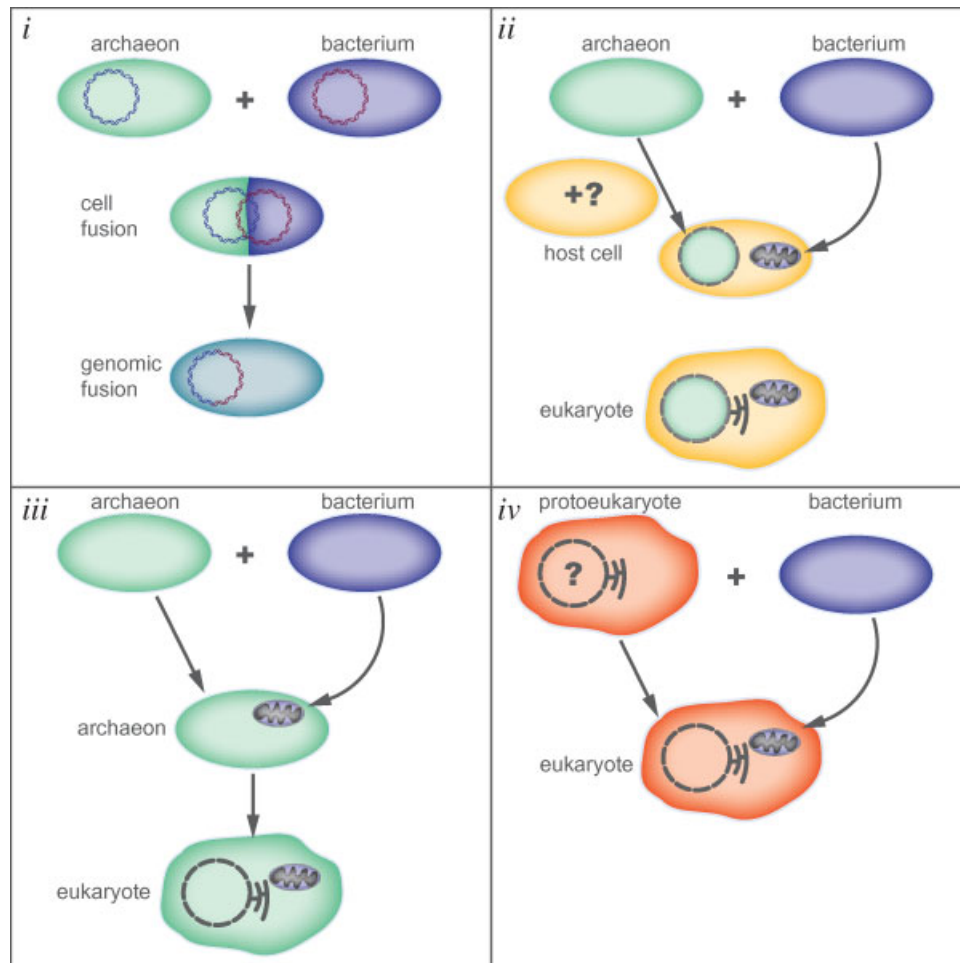 i
archaeon
bacterium
+
cell
fusion
genomic
fusion
ii
archaeon
bacterium
+
+?
host cell
eukaryote
iii
archaeon
bacterium
+
archaeon
eukaryote
iv
protoeukaryote
bacterium
?
+
eukaryote